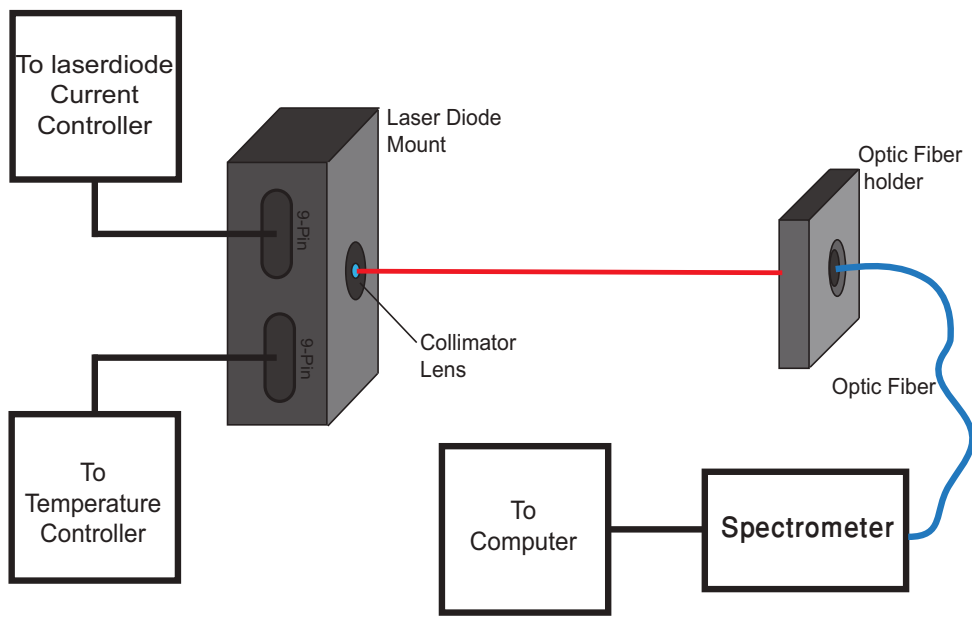 To laserdiode
Current
Controller
Laser Diode
Mount
Optic Fiber
holder
9-Pin
9-Pin
Collimator
Lens
Optic Fiber
To
Temperature
Controller
To
Computer
Spectrometer